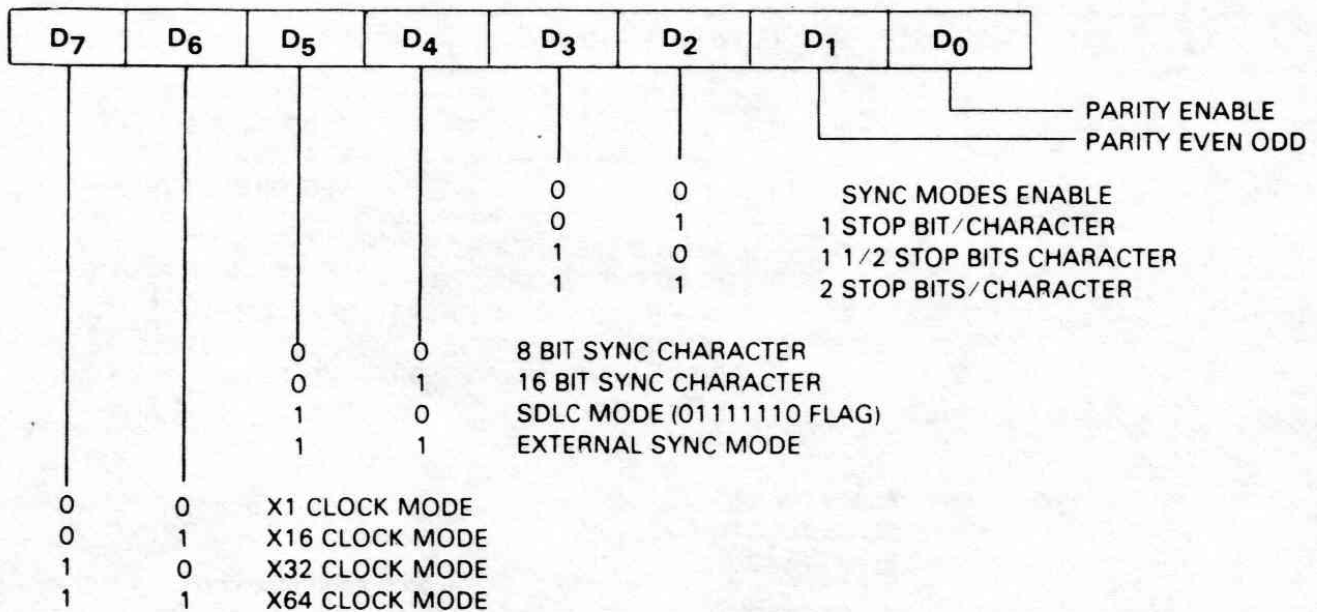 D7 D6 D5 D4 D3 D2 D1 D0
PARITY ENABLE
PARITY EVEN ODD
0 0 SYNC MODES ENABLE
0 1 1 STOP BIT/CHARACTER
1 0 1 1/2 STOP BITS CHARACTER
1 1 2 STOP BITS/CHARACTER
0 0 8 BIT SYNC CHARACTER
0 1 16 BIT SYNC CHARACTER
1 0 SDLC MODE (01111110 FLAG)
1 1 EXTERNAL SYNC MODE
0 0 X1 CLOCK MODE
0 1 X16 CLOCK MODE
1 0 X32 CLOCK MODE
1 1 X64 CLOCK MODE